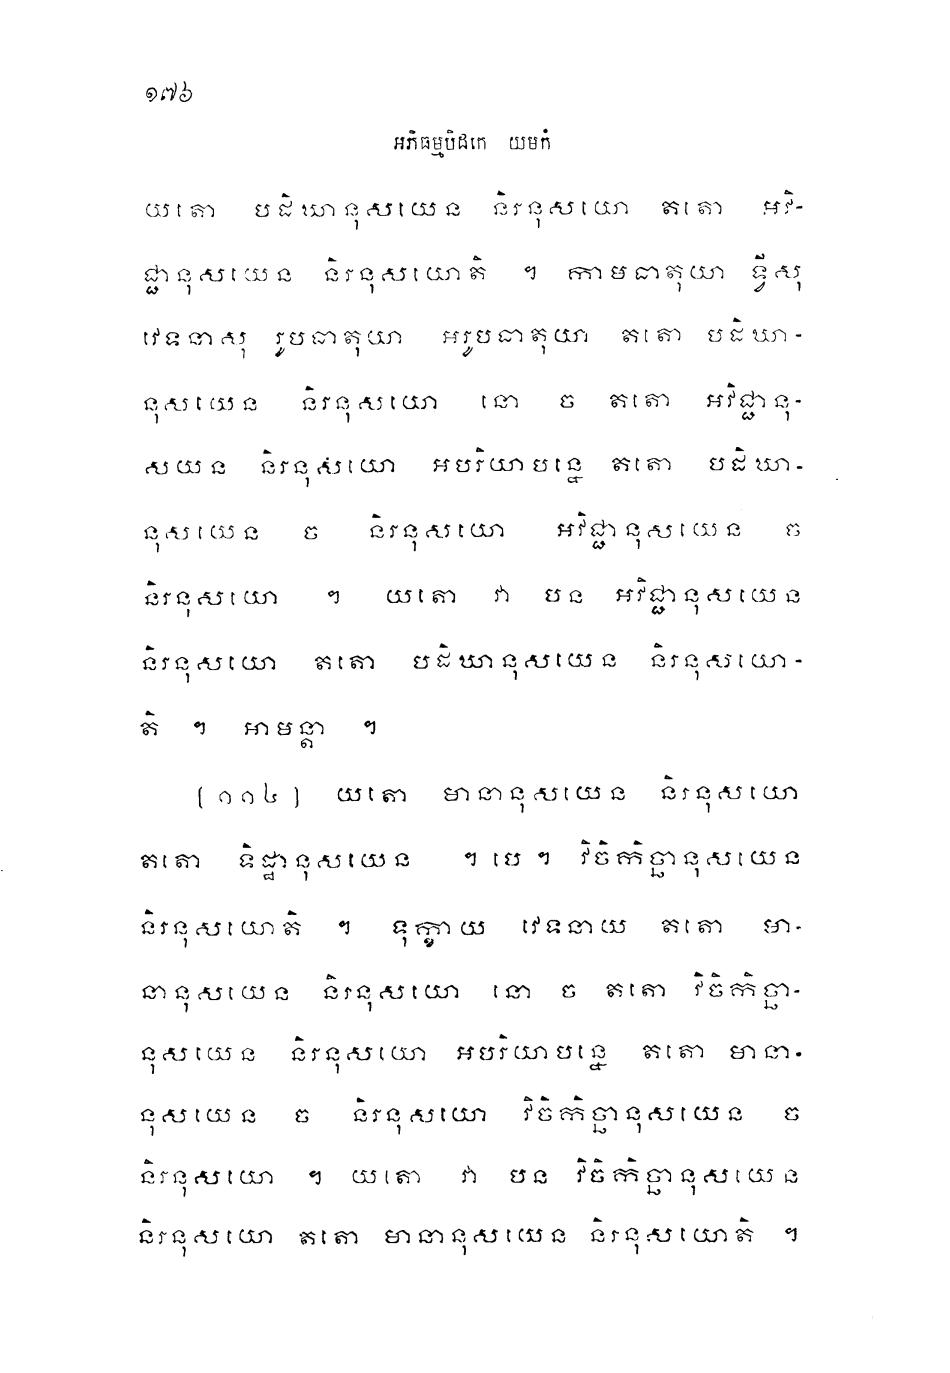 ១៧៦
អភិធម្មបិដកេ យមកំ
យតោ បដិឃានុសយេន និរនុសយោ តតោ អវិ-
ជ្ជានុសយេន និរនុសយោតិ ។ កាមធាតុយា ទ្វីសុ
វេទនាសុ រូបធាតុយា អរូបធាតុយា តតោ បដិឃា-
នុសយេន និរនុសយោ នោ ច តតោ អវិជ្ជានុ-
សយន និរនុសយោ អបរិយាបន្នេ តតោ បដិឃា-
នុសយេន ច និរនុសយោ អវិជ្ជានុសយេន ច
និរនុសយោ ។ យតោ វា បន អវិជ្ជានុសយេន
និរនុសយោ តតោ បដិឃានុសយេន និរនុសយោ-
តិ ។ អាមន្តា ។
(១១៤) យតោ មានានុសយេន និរនុសយោ
តតោ ទិដ្ឋានុសយេន ។ បេ ។ វិចិកិច្ឆានុសយេន
និរនុសយោតិ ។ ទុក្ខាយ វេទនាយ តតោ មា-
នានុសយេន និរនុសយោ នោ ច តតោ វិចិកិច្ឆា-
នុសយេន និរនុសយោ អបរិយាបន្នេ តតោ មានា-
នុសយេន ច និរនុសយោ វិចិកិច្ឆានុសយេន ច
និរនុសយោ ។ យតោ វា បន វិចិកិច្ឆានុសយេន
និរនុសយោ តតោ មានានុសយេន និរនុសយោតិ ។